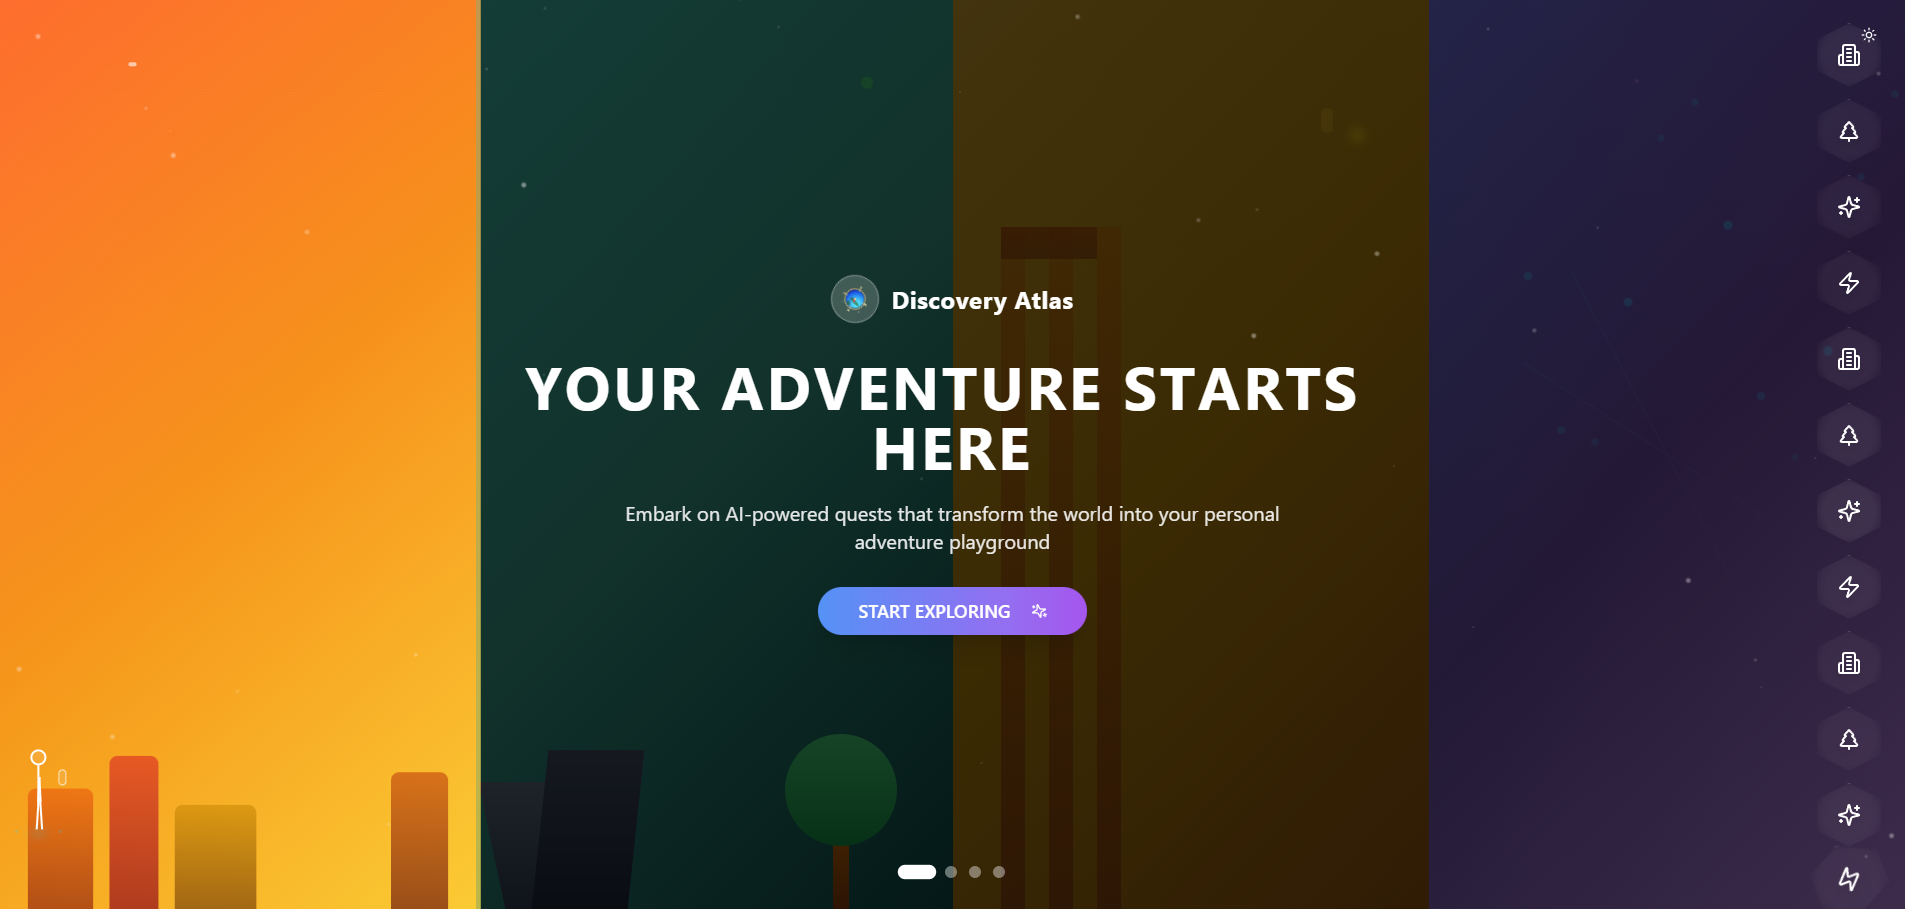 Discovery Atlas
YOUR ADVENTURE STARTS
HERE
Embark on AI-powered quests that transform the world into your personal
adventure playground
START EXPLORING